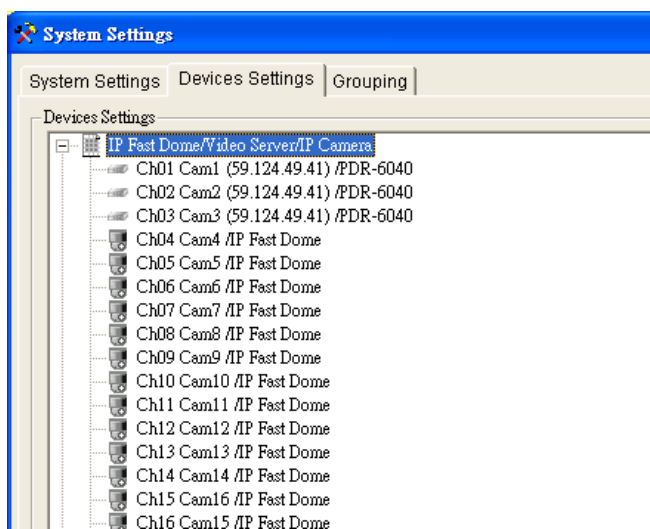 System Settings
System Settings Devices Settings Grouping
Devices Settings
IP Fast Dome/Video Server/IP Camera
Ch01 Cam1 (59.124.49.41) /PDR-6040
Ch02 Cam2 (59.124.49.41) /PDR-6040
Ch03 Cam3 (59.124.49.41) /PDR-6040
Ch04 Cam4 /IP Fast Dome
Ch05 Cam5 /IP Fast Dome
Ch06 Cam6 /IP Fast Dome
Ch07 Cam7 /IP Fast Dome
Ch08 Cam8 /IP Fast Dome
Ch09 Cam9 /IP Fast Dome
Ch10 Cam10 /IP Fast Dome
Ch11 Cam11 /IP Fast Dome
Ch12 Cam12 /IP Fast Dome
Ch13 Cam13 /IP Fast Dome
Ch14 Cam14 /IP Fast Dome
Ch15 Cam16 /IP Fast Dome
Ch16 Cam15 /IP Fast Dome